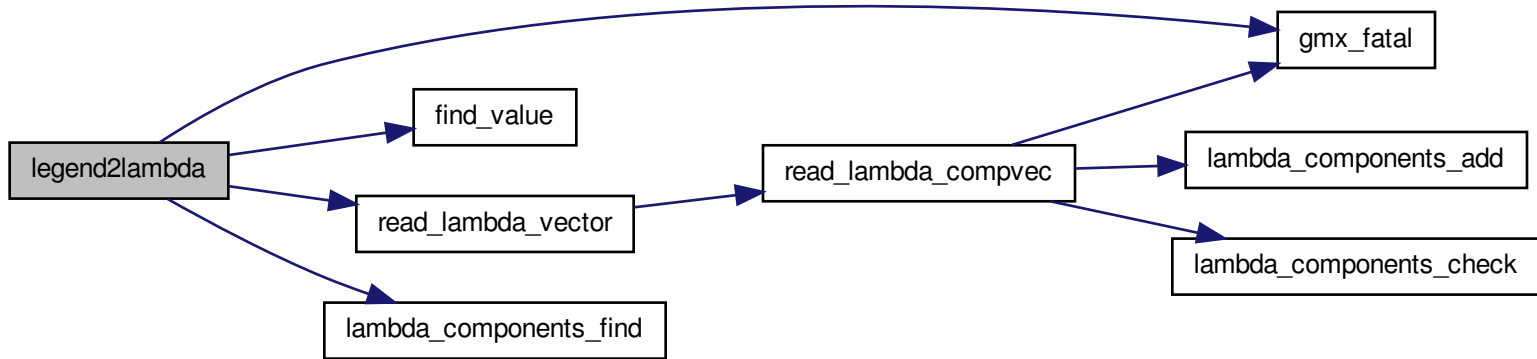 gmx_fatal
find_value
legend2lambda
read_lambda_compvec
lambda_components_add
read_lambda_vector
lambda_components_check
lambda_components_find